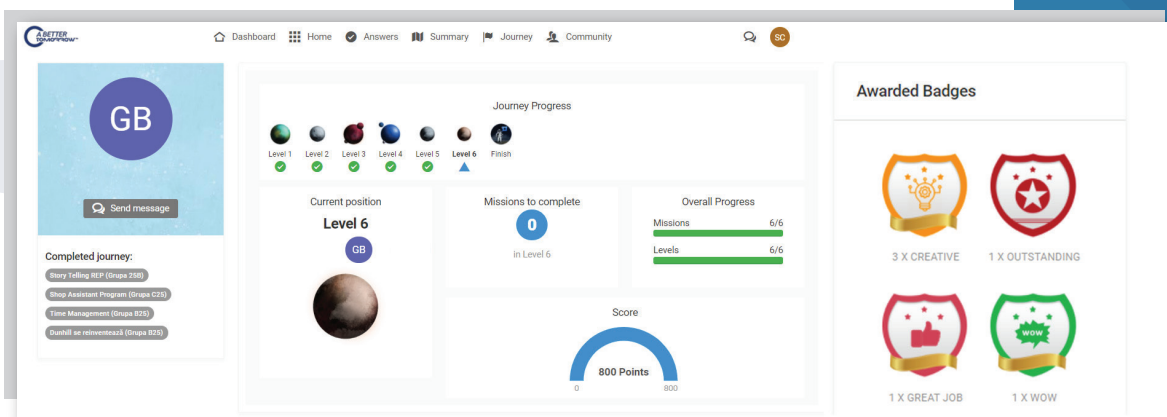 A BETTER
TOMORROW™
Dashboard Home Answers Summary Journey Community
SC
GB
Send message
Completed journey:
Story Telling REP (Grupa 25B)
Shop Assistant Program (Grupa C25)
Time Management (Grupa B25)
Dunhill se reinventează (Grupa B25)
Journey Progress
Level 1 Level 2 Level 3 Level 4 Level 5 Level 6 Finish
Current position
Level 6
GB
Missions to complete
0
in Level 6
Overall Progress
Missions 6/6
Levels 6/6
Score
800 Points
0 800
Awarded Badges
3 X CREATIVE 1 X OUTSTANDING
WOW
1 X GREAT JOB 1 X WOW